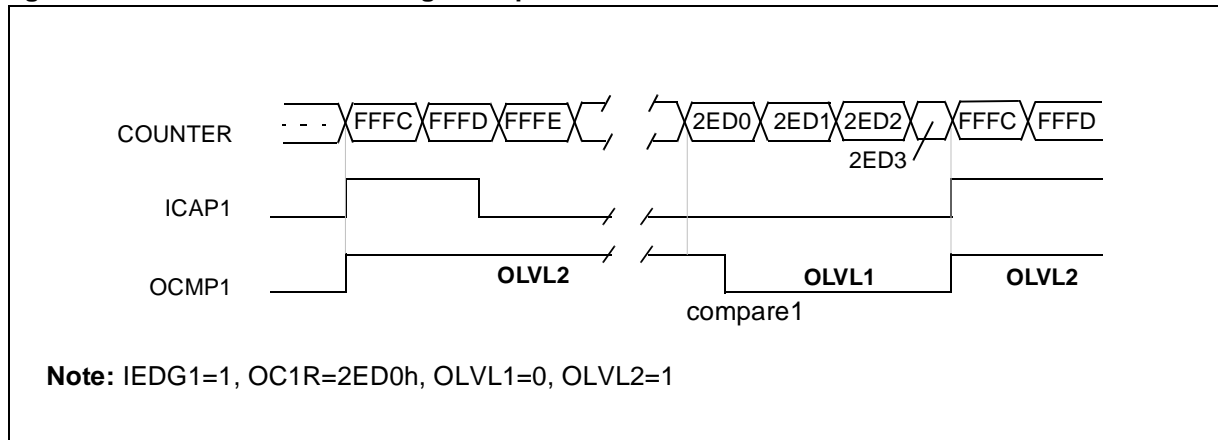 COUNTER - - - FFFC FFFD FFFE 2ED0 2ED1 2ED2 FFFC FFFD
2ED3
ICAP1
OCMP1 OLVL2 OLVL1 OLVL2
compare1
Note: IEDG1=1, OC1R=2ED0h, OLVL1=0, OLVL2=1